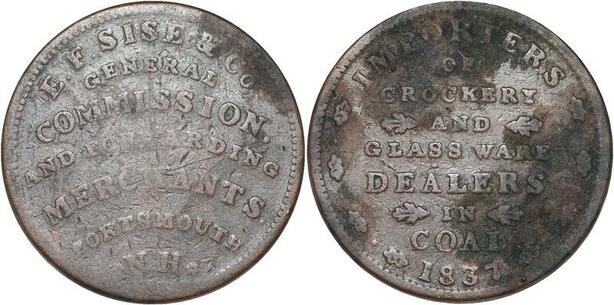 E. F SISE & CO
GENERAL
COMMISSION,
AND FORWARDING
MERCHANTS
PORTSMOUTH
N.H.
IMPORTERS
OF
CROCKERY
AND
GLASS WARE
DEALERS
IN
COAL
1837